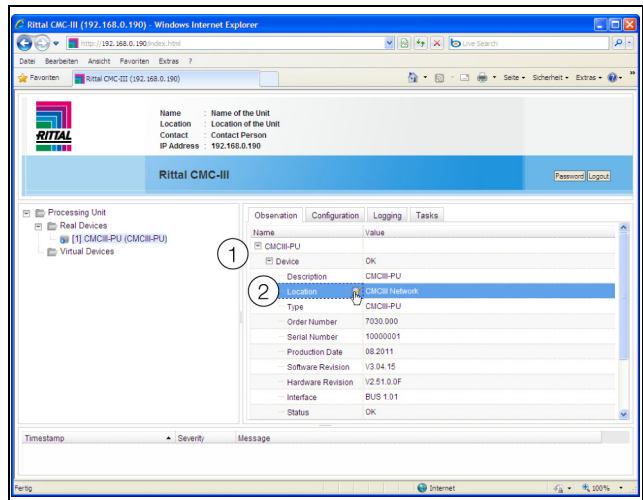 Rittal CMC-III (192.168.0.190) - Windows Internet Explorer
http://192.168.0.190/index.html
Live Search
Datei Bearbeiten Ansicht Favoriten Extras ?
Favoriten Rittal CMC-III (192.168.0.190) Seite Sicherheit Extras
RITTAL
Name : Name of the Unit
Location : Location of the Unit
Contact : Contact Person
IP Address : 192.168.0.190
Rittal CMC-III
Password Logout
Processing Unit
Real Devices
[1] CMCIII-PU (CMCIII-PU)
Virtual Devices
Observation Configuration Logging Tasks
Name Value
1 CMCIII-PU
Device OK
Description CMCIII-PU
2 Location CMCIII Network
Type CMCIII-PU
Order Number 7030.000
Serial Number 10000001
Production Date 08.2011
Software Revision V3.04.15
Hardware Revision V2.51.0.0F
Interface BUS 1.01
Status OK
Timestamp Severity Message
Fertig Internet 100%